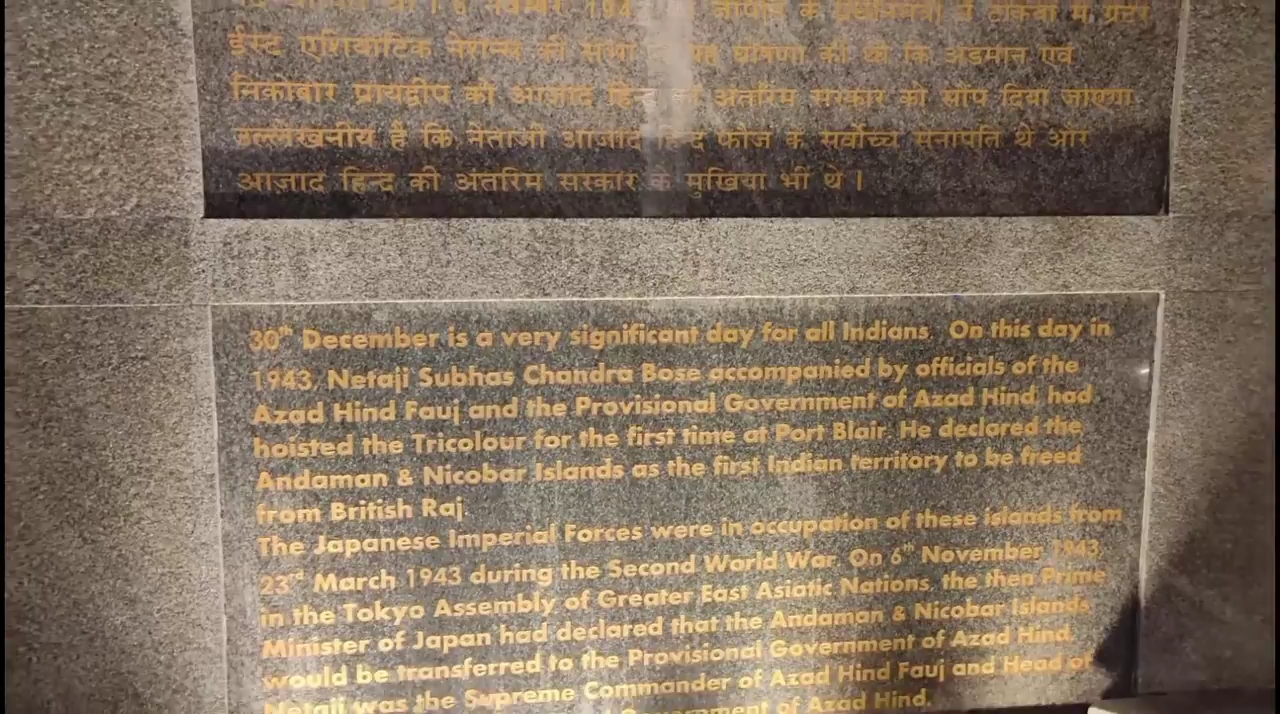 ईस्ट एशियाटिक नेशन्स की सभा यह घोषणा की थी कि अंडमान एवं
निकोबार प्रायद्वीप को आज़ाद हिन्द की अंतरिम सरकार को सौंप दिया जाएगा
उल्लेखनीय है कि नेताजी आज़ाद हिन्द फौज के सर्वोच्च सेनापति थे और
आज़ाद हिन्द की अंतरिम सरकार के मुखिया भी थे।
30th December is a very significant day for all Indians. On this day in
1943, Netaji Subhas Chandra Bose accompanied by officials of the
Azad Hind Fauj and the Provisional Government of Azad Hind, had
hoisted the Tricolour for the first time at Port Blair. He declared the
Andaman & Nicobar Islands as the first Indian territory to be freed
from British Raj.
The Japanese Imperial Forces were in occupation of these islands from
23rd March 1943 during the Second World War. On 6th November 1943,
in the Tokyo Assembly of Greater East Asiatic Nations, the then Prime
Minister of Japan had declared that the Andaman & Nicobar Islands
would be transferred to the Provisional Government of Azad Hind.
Netaji was the Supreme Commander of Azad Hind Fauj and Head of
Government of Azad Hind.